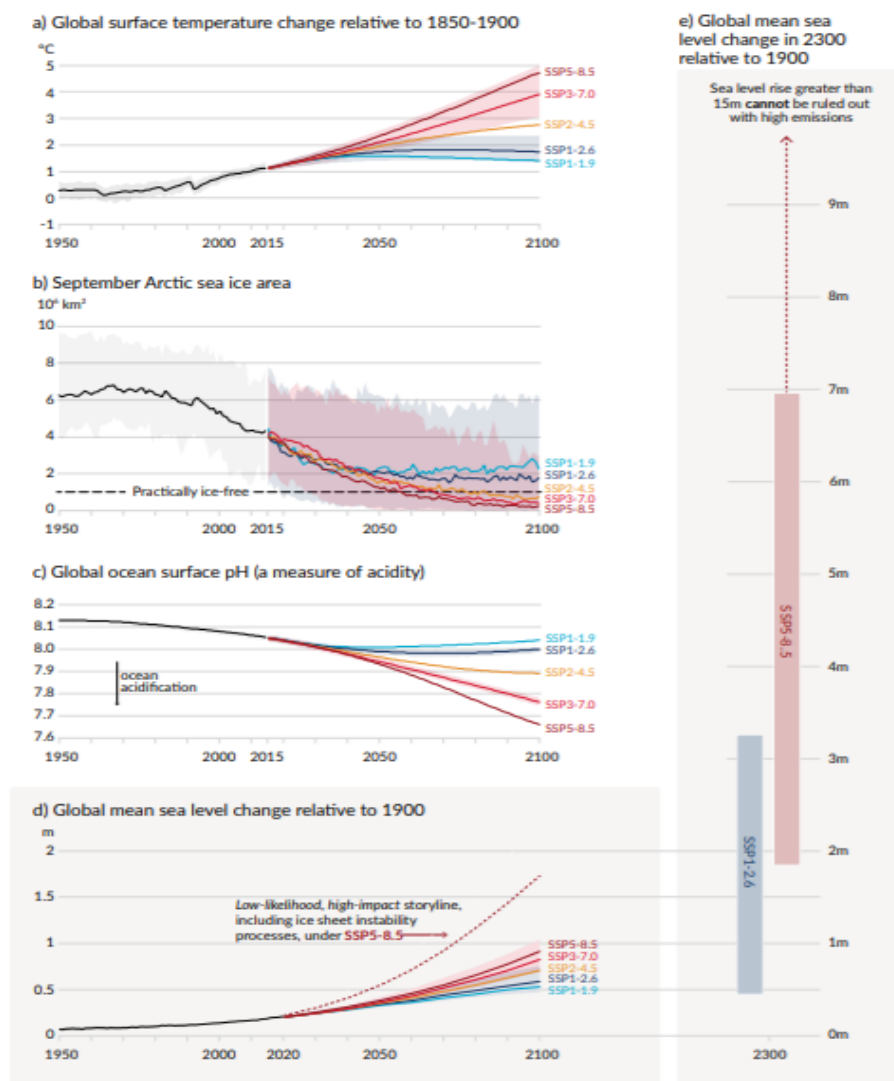 a) Global surface temperature change relative to 1850-1900
°C
5
4
3
2
1
0
-1
SSP5-8.5
SSP3-7.0
SSP2-4.5
SSP1-2.6
SSP1-1.9
1950 2000 2015 2050 2100
b) September Arctic sea ice area
10⁶ km²
10
8
6
4
2
0
Practically ice-free
SSP1-1.9
SSP1-2.6
SSP2-4.5
SSP3-7.0
SSP5-8.5
1950 2000 2015 2050 2100
c) Global ocean surface pH (a measure of acidity)
8.2
8.1
8.0
7.9
7.8
7.7
7.6
ocean
acidification
SSP1-1.9
SSP1-2.6
SSP2-4.5
SSP3-7.0
SSP5-8.5
1950 2000 2015 2050 2100
d) Global mean sea level change relative to 1900
m
2
1.5
1
0.5
0
Low-likelihood, high-impact storyline,
including ice sheet instability
processes, under SSP5-8.5
SSP5-8.5
SSP3-7.0
SSP2-4.5
SSP1-2.6
SSP1-1.9
1950 2000 2020 2050 2100
e) Global mean sea
level change in 2300
relative to 1900
Sea level rise greater than
15m cannot be ruled out
with high emissions
9m
8m
7m
6m
5m
4m
3m
2m
1m
0m
SSP5-8.5
SSP1-2.6
2300